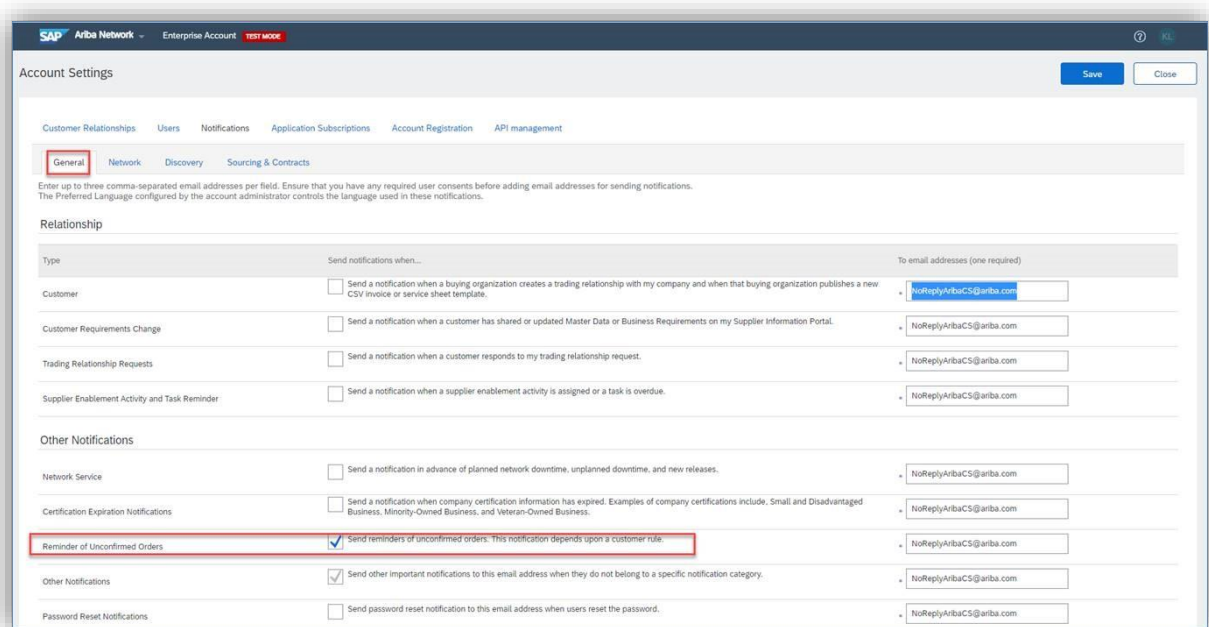 SAP Ariba Network Enterprise Account TEST MODE ? KL
Account Settings Save Close
Customer Relationships Users Notifications Application Subscriptions Account Registration API management
General Network Discovery Sourcing & Contracts
Enter up to three comma-separated email addresses per field. Ensure that you have any required user consents before adding email addresses for sending notifications.
The Preferred Language configured by the account administrator controls the language used in these notifications.
Relationship
Type Send notifications when... To email addresses (one required)
Customer
Send a notification when a buying organization creates a trading relationship with my company and when that buying organization publishes a new
CSV invoice or service sheet template.
* NoReplyAribaCS@ariba.com
Customer Requirements Change Send a notification when a customer has shared or updated Master Data or Business Requirements on my Supplier Information Portal. * NoReplyAribaCS@ariba.com
Trading Relationship Requests Send a notification when a customer responds to my trading relationship request. * NoReplyAribaCS@ariba.com
Supplier Enablement Activity and Task Reminder Send a notification when a supplier enablement activity is assigned or a task is overdue. * NoReplyAribaCS@ariba.com
Other Notifications
Network Service Send a notification in advance of planned network downtime, unplanned downtime, and new releases. * NoReplyAribaCS@ariba.com
Certification Expiration Notifications
Send a notification when company certification information has expired. Examples of company certifications include, Small and Disadvantaged
Business, Minority-Owned Business, and Veteran-Owned Business.
* NoReplyAribaCS@ariba.com
Reminder of Unconfirmed Orders Send reminders of unconfirmed orders. This notification depends upon a customer rule. * NoReplyAribaCS@ariba.com
Other Notifications Send other important notifications to this email address when they do not belong to a specific notification category. * NoReplyAribaCS@ariba.com
Password Reset Notifications Send password reset notification to this email address when users reset the password. * NoReplyAribaCS@ariba.com